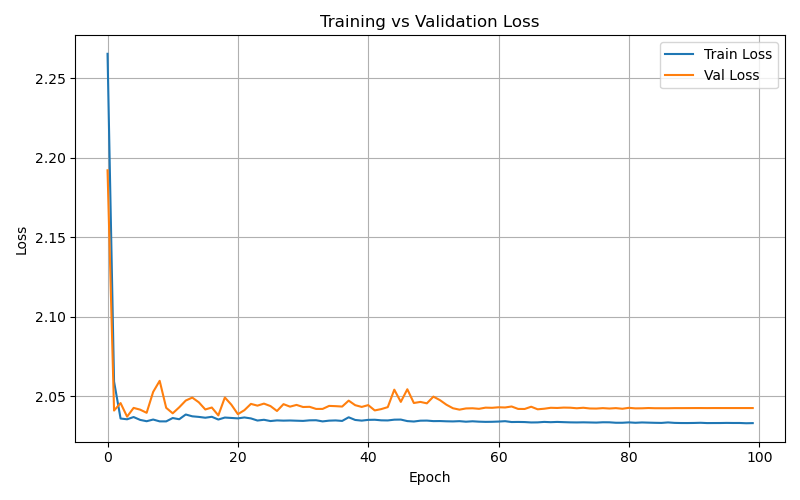 Training vs Validation Loss
Train Loss
Val Loss
2.25
2.20
2.15
2.10
2.05
Loss
0 20 40 60 80 100
Epoch